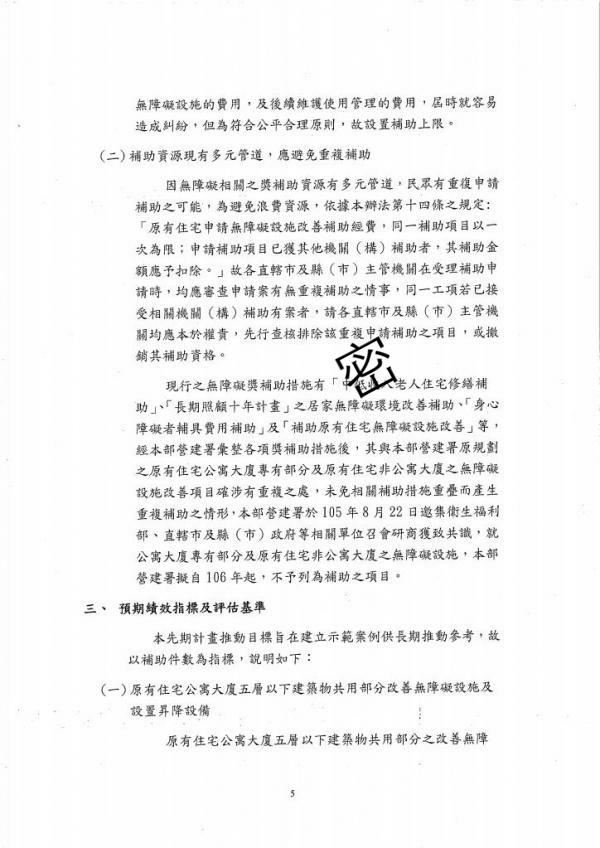 無障礙設施的費用，及後續維護使用管理的費用，屆時就容易
造成糾紛，但為符合公平合理原則，故設置補助上限。
(二)補助資源現有多元管道，應避免重複補助
因無障礙相關之獎補助資源有多元管道，民眾有重復申請
補助之可能，為避免浪費資源，依據本辦法第十四條之規定:
「原有住宅申請無障礙設施改善補助經費，同一補助項目以一
次為限；申請補助項目已獲其他機關（構）補助者，其補助金
額應予扣除。」故各直轄市及縣（市）主管機關在受理補助申
請時，均應審查申請案有無重複補助之情事，同一工項若已接
受相關機關（構）補助有案者，請各直轄市及縣（市）主管機
關均應本於權責，先行查核排除該重複申請補助之項目，或撤
銷其補助資格。
密
現行之無障礙獎補助措施有「中低收入老人住宅修繕補
助」、「長期照顧十年計畫」之居家無障礙環境改善補助、「身心
障礙者輔具費用補助」及「補助原有住宅無障礙設施改善」等，
經本部營建署彙整各項獎補助措施後，其與本部營建署原規劃
之原有住宅公寓大廈專有部分及原有住宅非公寓大廈之無障礙
設施改善項目確涉有重複之處，未免相關補助措施重疊而產生
重複補助之情形，本部營建署於 105 年 8 月 22 日邀集衛生福利
部、直轄市及縣（市）政府等相關單位召會研商獲致共識，就
公寓大廈專有部分及原有住宅非公寓大廈之無障礙設施，本部
營建署擬自 106 年起，不予列為補助之項目。
三、 預期績效指標及評估基準
本先期計畫推動目標旨在建立示範案例供長期推動參考，故
以補助件數為指標，說明如下：
(一)原有住宅公寓大廈五層以下建築物共用部分改善無障礙設施及
設置昇降設備
原有住宅公寓大廈五層以下建築物共用部分之改善無障
5